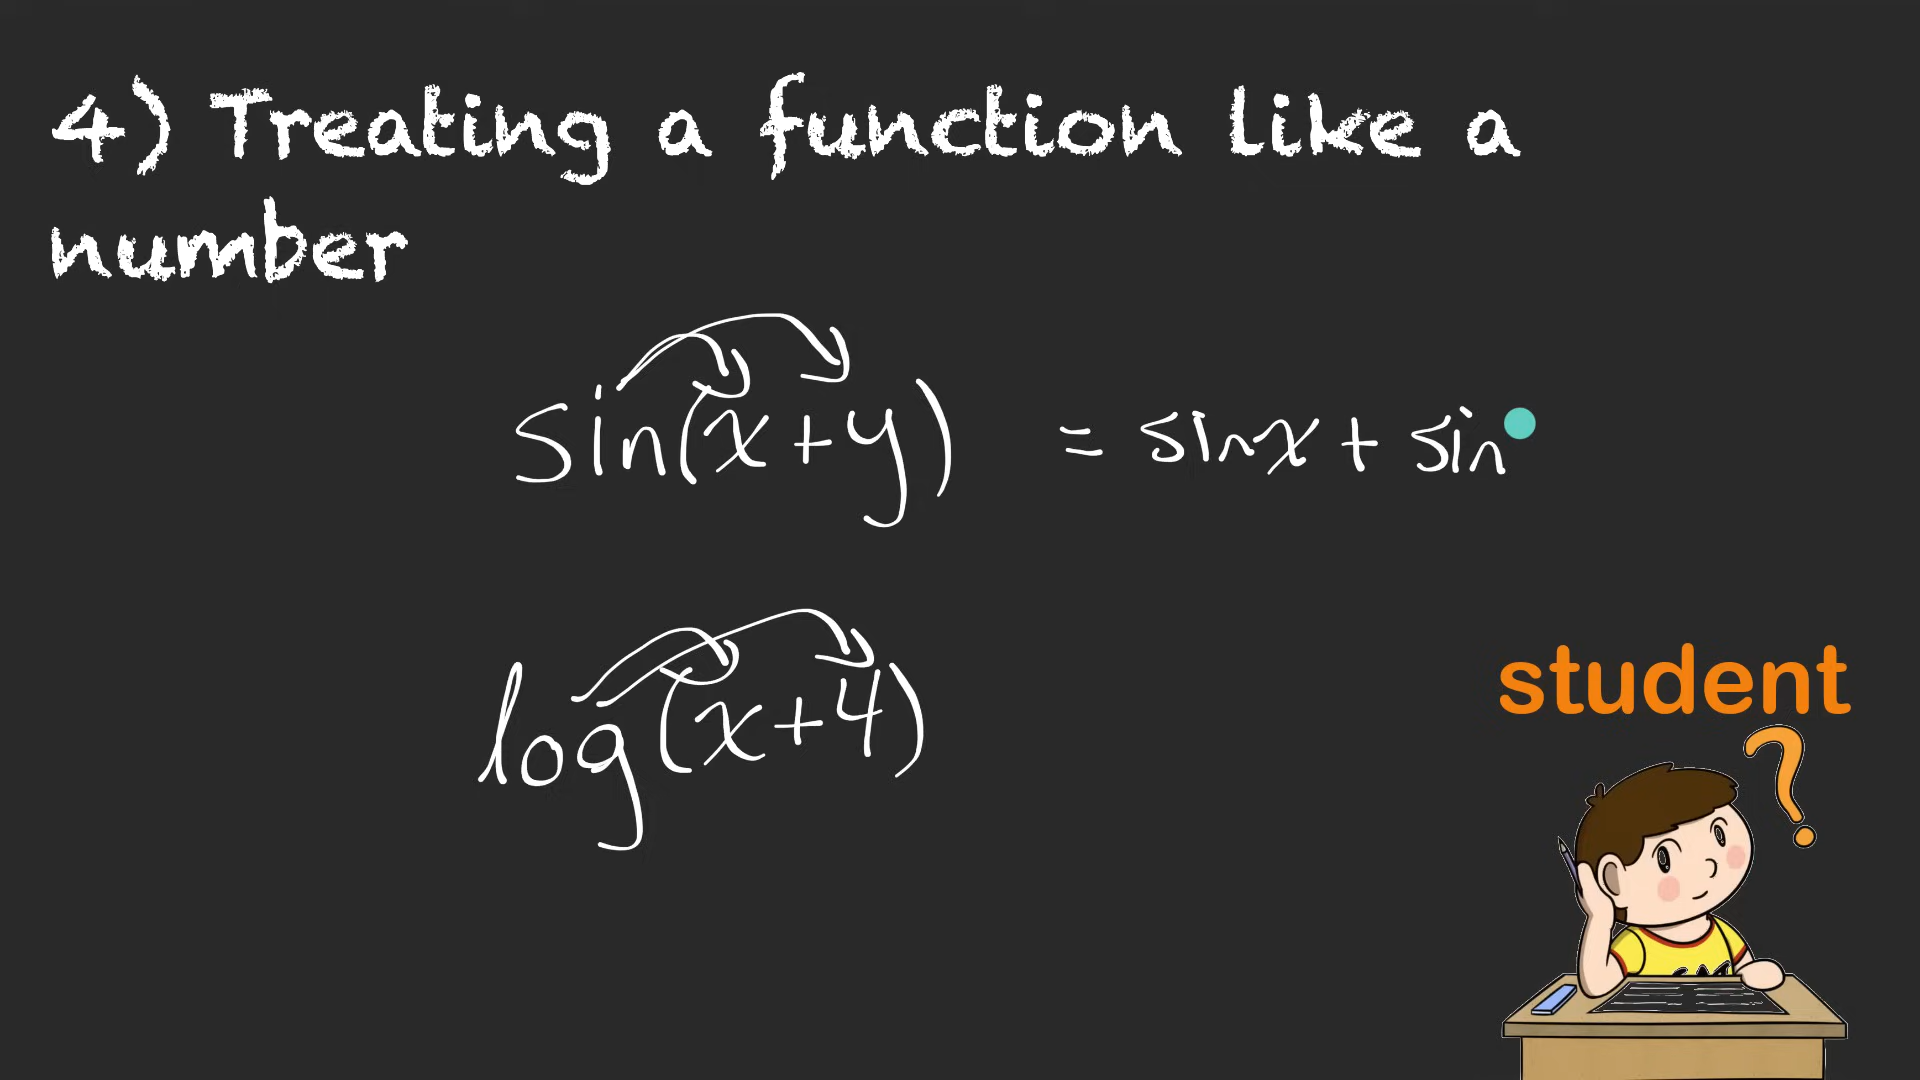 4) Treating a function like a
number
sin(x+y) = sinx + sin
log(x+4)
student
?